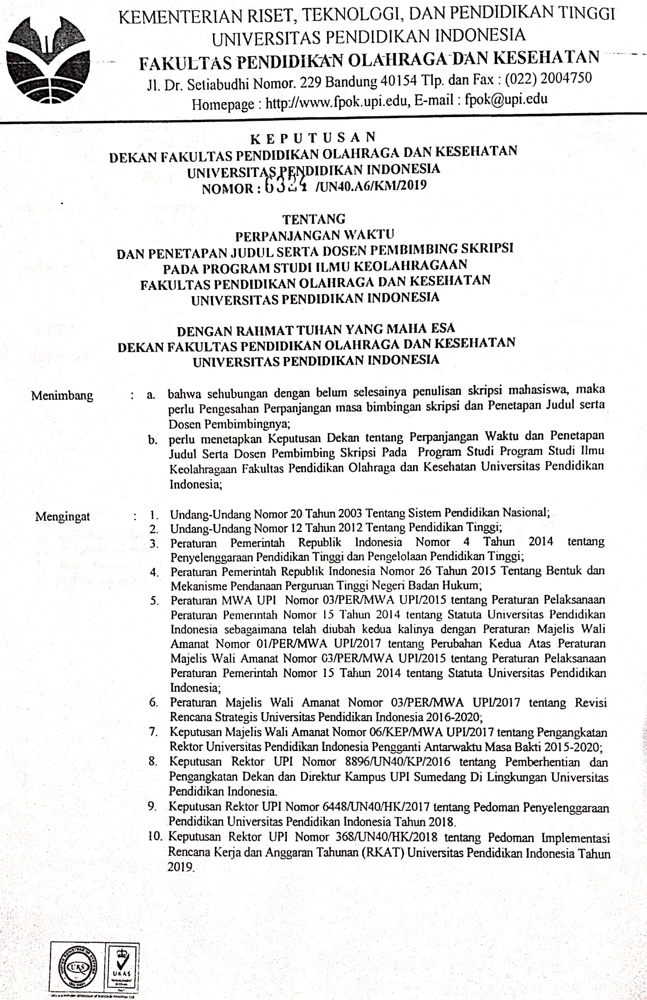 KEMENTERIAN RISET, TEKNOLOGI, DAN PENDIDIKAN TINGGI
UNIVERSITAS PENDIDIKAN INDONESIA
FAKULTAS PENDIDIKAN OLAHRAGA DAN KESEHATAN
Jl. Dr. Setiabudhi Nomor. 229 Bandung 40154 Tlp. dan Fax : (022) 2004750
Homepage : http://www.fpok.upi.edu, E-mail : fpok@upi.edu
K E P U T U S A N
DEKAN FAKULTAS PENDIDIKAN OLAHRAGA DAN KESEHATAN
UNIVERSITAS PENDIDIKAN INDONESIA
NOMOR : 6324 /UN40.A6/KM/2019
TENTANG
PERPANJANGAN WAKTU
DAN PENETAPAN JUDUL SERTA DOSEN PEMBIMBING SKRIPSI
PADA PROGRAM STUDI ILMU KEOLAHRAGAAN
FAKULTAS PENDIDIKAN OLAHRAGA DAN KESEHATAN
UNIVERSITAS PENDIDIKAN INDONESIA
DENGAN RAHMAT TUHAN YANG MAHA ESA
DEKAN FAKULTAS PENDIDIKAN OLAHRAGA DAN KESEHATAN
UNIVERSITAS PENDIDIKAN INDONESIA
Menimbang : a. bahwa sehubungan dengan belum selesainya penulisan skripsi mahasiswa, maka
perlu Pengesahan Perpanjangan masa bimbingan skripsi dan Penetapan Judul serta
Dosen Pembimbingnya;
b. perlu menetapkan Keputusan Dekan tentang Perpanjangan Waktu dan Penetapan
Judul Serta Dosen Pembimbing Skripsi Pada Program Studi Program Studi Ilmu
Keolahragaan Fakultas Pendidikan Olahraga dan Kesehatan Universitas Pendidikan
Indonesia;
Mengingat : 1. Undang-Undang Nomor 20 Tahun 2003 Tentang Sistem Pendidikan Nasional;
2. Undang-Undang Nomor 12 Tahun 2012 Tentang Pendidikan Tinggi;
3. Peraturan Pemerintah Republik Indonesia Nomor 4 Tahun 2014 tentang
Penyelenggaraan Pendidikan Tinggi dan Pengelolaan Pendidikan Tinggi;
4. Peraturan Pemerintah Republik Indonesia Nomor 26 Tahun 2015 Tentang Bentuk dan
Mekanisme Pendanaan Perguruan Tinggi Negeri Badan Hukum;
5. Peraturan MWA UPI Nomor 03/PER/MWA UPI/2015 tentang Peraturan Pelaksanaan
Peraturan Pemerintah Nomor 15 Tahun 2014 tentang Statuta Universitas Pendidikan
Indonesia sebagaimana telah diubah kedua kalinya dengan Peraturan Majelis Wali
Amanat Nomor 01/PER/MWA UPI/2017 tentang Perubahan Kedua Atas Peraturan
Majelis Wali Amanat Nomor 03/PER/MWA UPI/2015 tentang Peraturan Pelaksanaan
Peraturan Pemerintah Nomor 15 Tahun 2014 tentang Statuta Universitas Pendidikan
Indonesia;
6. Peraturan Majelis Wali Amanat Nomor 03/PER/MWA UPI/2017 tentang Revisi
Rencana Strategis Universitas Pendidikan Indonesia 2016-2020;
7. Keputusan Majelis Wali Amanat Nomor 06/KEP/MWA UPI/2017 tentang Pengangkatan
Rektor Universitas Pendidikan Indonesia Pengganti Antarwaktu Masa Bakti 2015-2020;
8. Keputusan Rektor UPI Nomor 8896/UN40/KP/2016 tentang Pemberhentian dan
Pengangkatan Dekan dan Direktur Kampus UPI Sumedang Di Lingkungan Universitas
Pendidikan Indonesia.
9. Keputusan Rektor UPI Nomor 6448/UN40/HK/2017 tentang Pedoman Penyelenggaraan
Pendidikan Universitas Pendidikan Indonesia Tahun 2018.
10. Keputusan Rektor UPI Nomor 368/UN40/HK/2018 tentang Pedoman Implementasi
Rencana Kerja dan Anggaran Tahunan (RKAT) Universitas Pendidikan Indonesia Tahun
2019.
UNITED REGISTRAR OF SYSTEMS
URS
ISO 9001
UKAS
MANAGEMENT
SYSTEMS